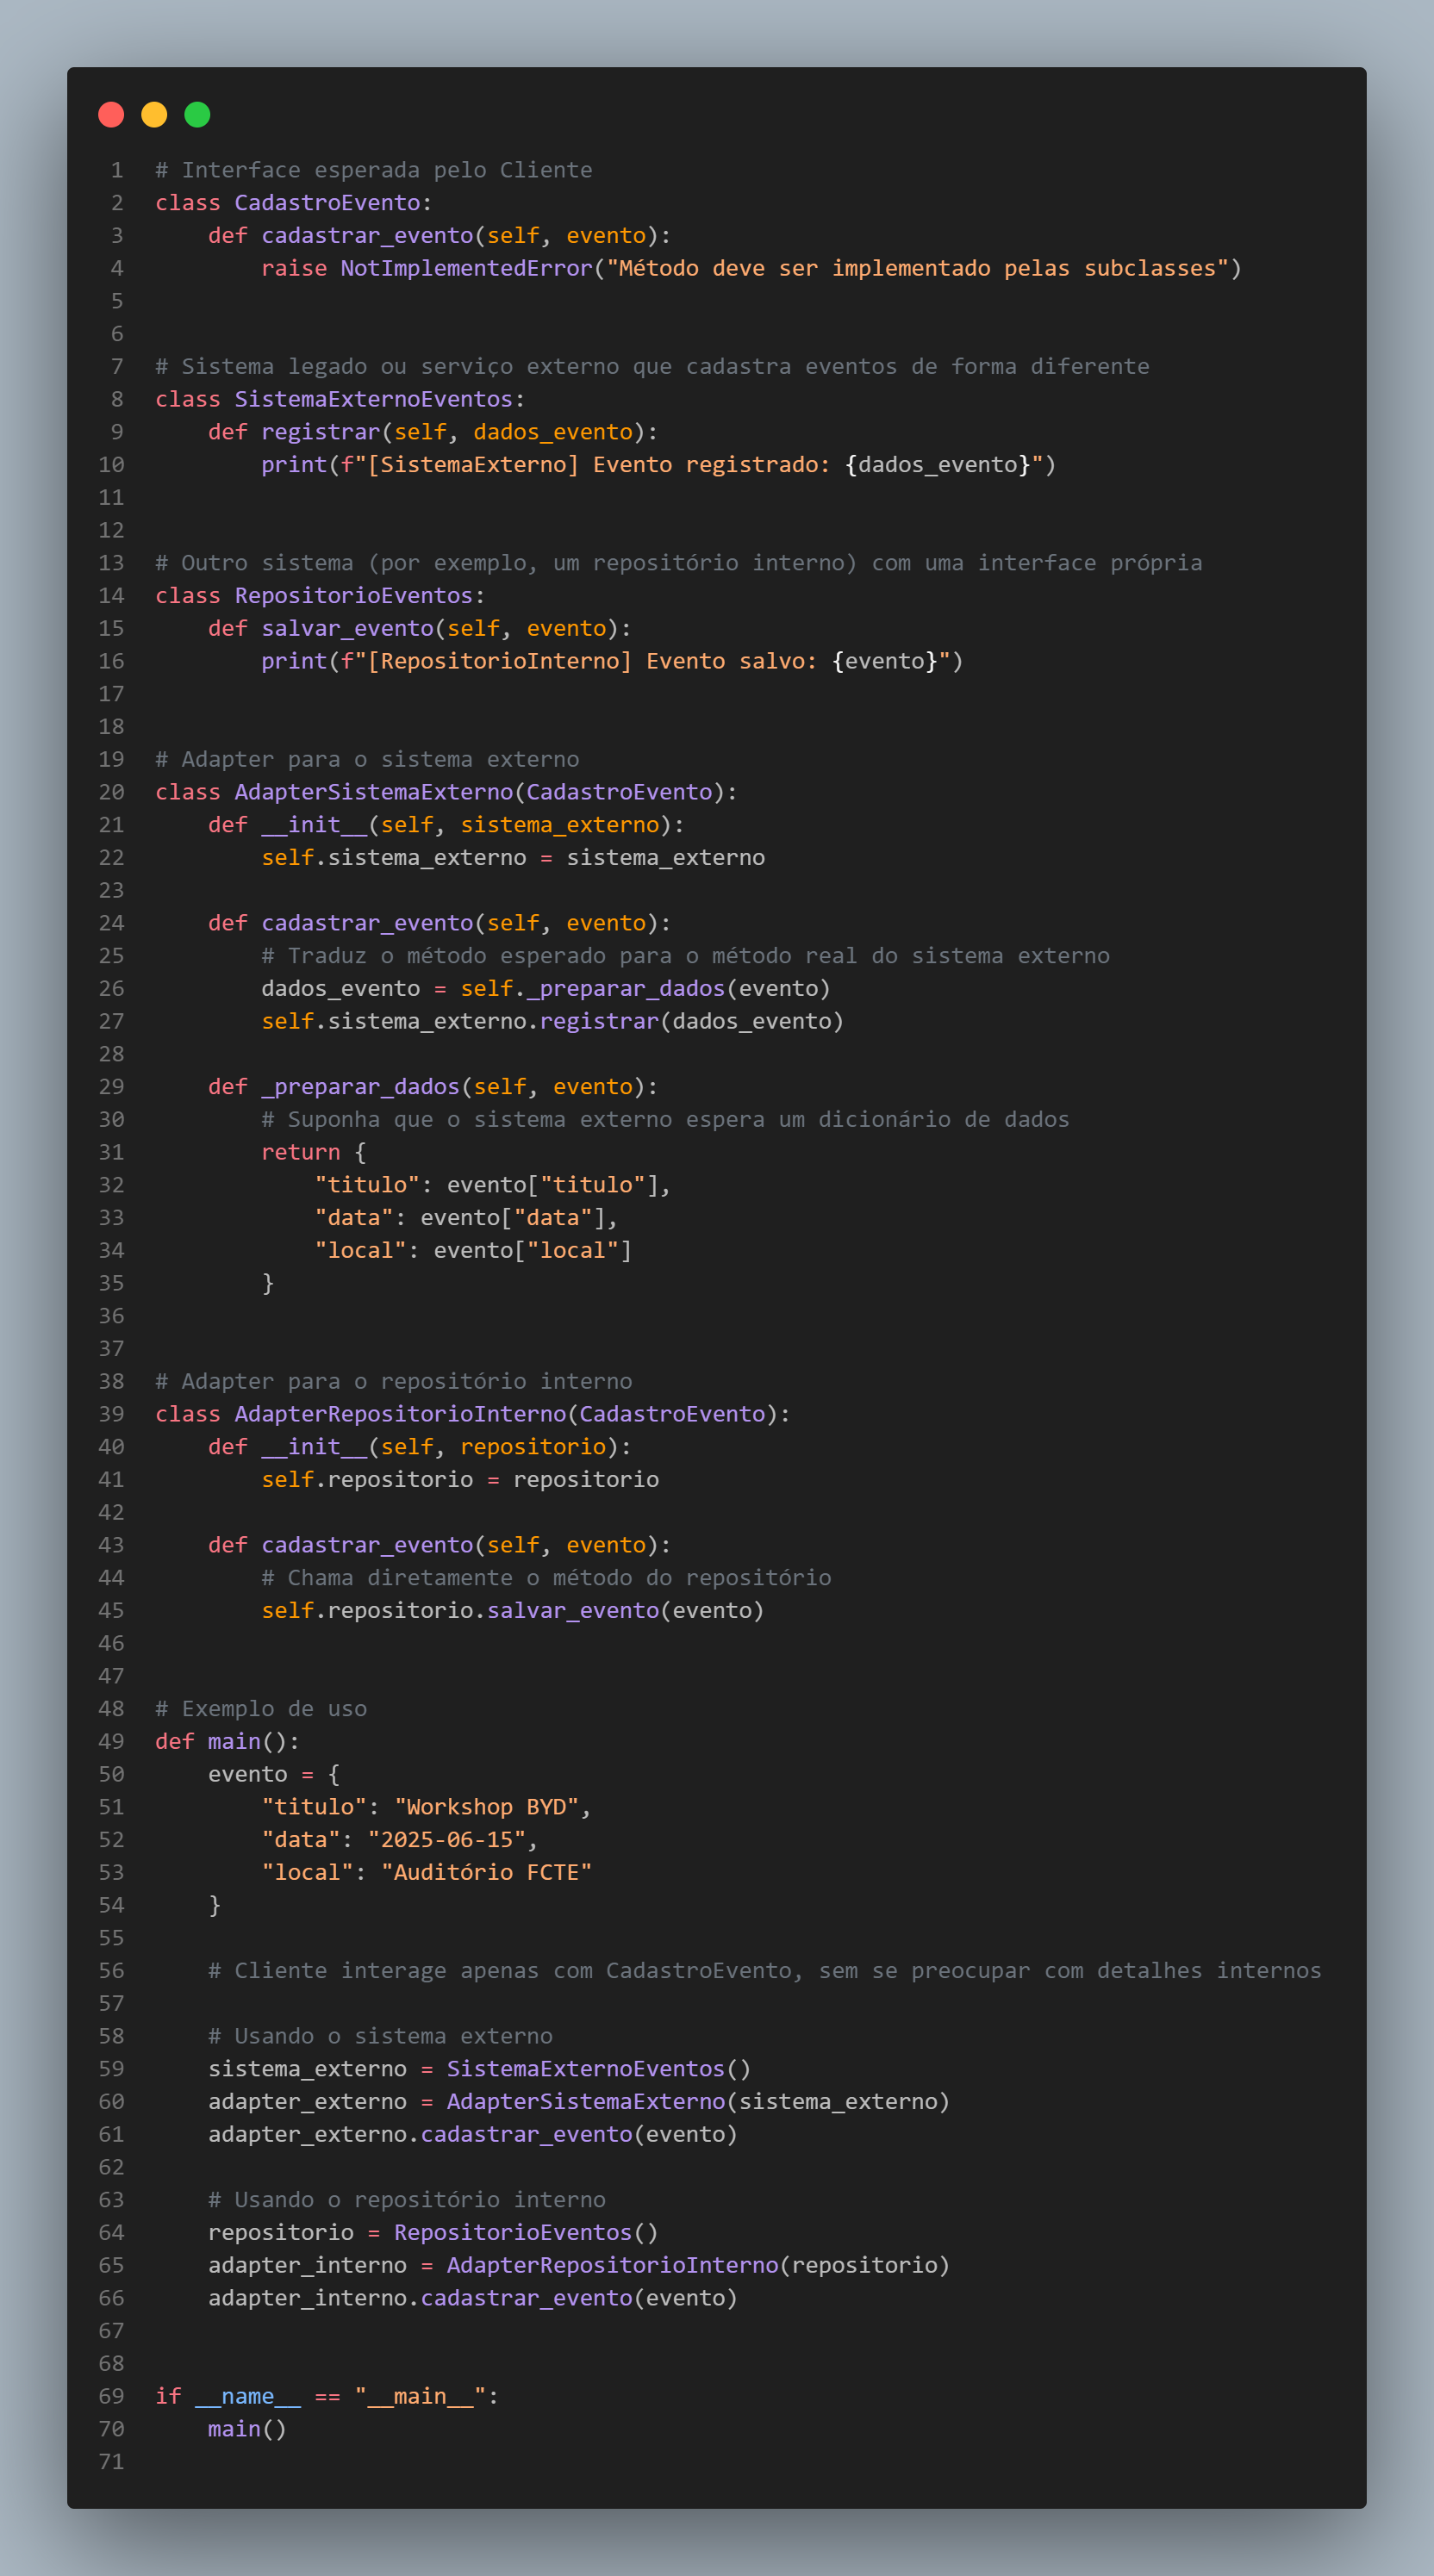 1 # Interface esperada pelo Cliente
2 class CadastroEvento:
3     def cadastrar_evento(self, evento):
4         raise NotImplementedError("Método deve ser implementado pelas subclasses")
5
6
7 # Sistema legado ou serviço externo que cadastra eventos de forma diferente
8 class SistemaExternoEventos:
9     def registrar(self, dados_evento):
10         print(f"[SistemaExterno] Evento registrado: {dados_evento}")
11
12
13 # Outro sistema (por exemplo, um repositório interno) com uma interface própria
14 class RepositorioEventos:
15     def salvar_evento(self, evento):
16         print(f"[RepositorioInterno] Evento salvo: {evento}")
17
18
19 # Adapter para o sistema externo
20 class AdapterSistemaExterno(CadastroEvento):
21     def __init__(self, sistema_externo):
22         self.sistema_externo = sistema_externo
23
24     def cadastrar_evento(self, evento):
25         # Traduz o método esperado para o método real do sistema externo
26         dados_evento = self._preparar_dados(evento)
27         self.sistema_externo.registrar(dados_evento)
28
29     def _preparar_dados(self, evento):
30         # Suponha que o sistema externo espera um dicionário de dados
31         return {
32             "titulo": evento["titulo"],
33             "data": evento["data"],
34             "local": evento["local"]
35         }
36
37
38 # Adapter para o repositório interno
39 class AdapterRepositorioInterno(CadastroEvento):
40     def __init__(self, repositorio):
41         self.repositorio = repositorio
42
43     def cadastrar_evento(self, evento):
44         # Chama diretamente o método do repositório
45         self.repositorio.salvar_evento(evento)
46
47
48 # Exemplo de uso
49 def main():
50     evento = {
51         "titulo": "Workshop BYD",
52         "data": "2025-06-15",
53         "local": "Auditório FCTE"
54     }
55
56     # Cliente interage apenas com CadastroEvento, sem se preocupar com detalhes internos
57
58     # Usando o sistema externo
59     sistema_externo = SistemaExternoEventos()
60     adapter_externo = AdapterSistemaExterno(sistema_externo)
61     adapter_externo.cadastrar_evento(evento)
62
63     # Usando o repositório interno
64     repositorio = RepositorioEventos()
65     adapter_interno = AdapterRepositorioInterno(repositorio)
66     adapter_interno.cadastrar_evento(evento)
67
68
69 if __name__ == "__main__":
70     main()
71